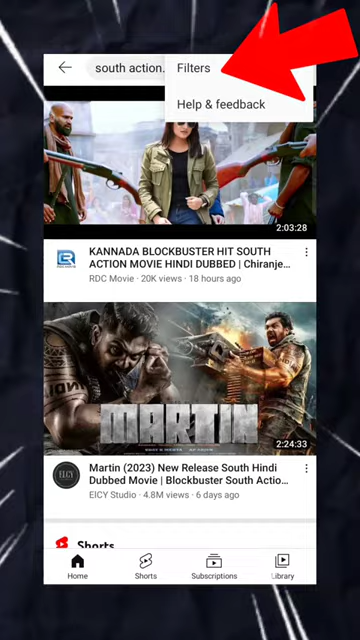 south action.
Filters
Help & feedback
2:03:28
KANNADA BLOCKBUSTER HIT SOUTH
ACTION MOVIE HINDI DUBBED | Chiranje...
RDC Movie · 20K views · 18 hours ago
MARTIN
2:24:33
EICY
Martin (2023) New Release South Hindi
Dubbed Movie | Blockbuster South Actio...
EICY Studio · 4.8M views · 6 days ago
Shorts
Home
Shorts
Subscriptions
Library